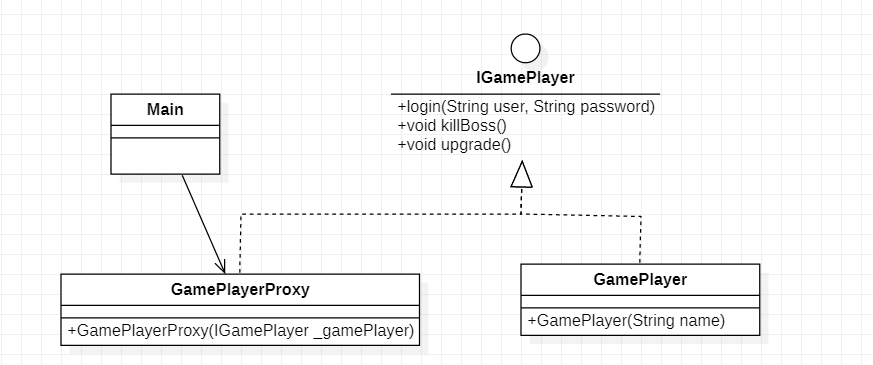 IGamePlayer
+login(String user, String password)
+void killBoss()
+void upgrade()
Main
GamePlayerProxy
+GamePlayerProxy(IGamePlayer _gamePlayer)
GamePlayer
+GamePlayer(String name)